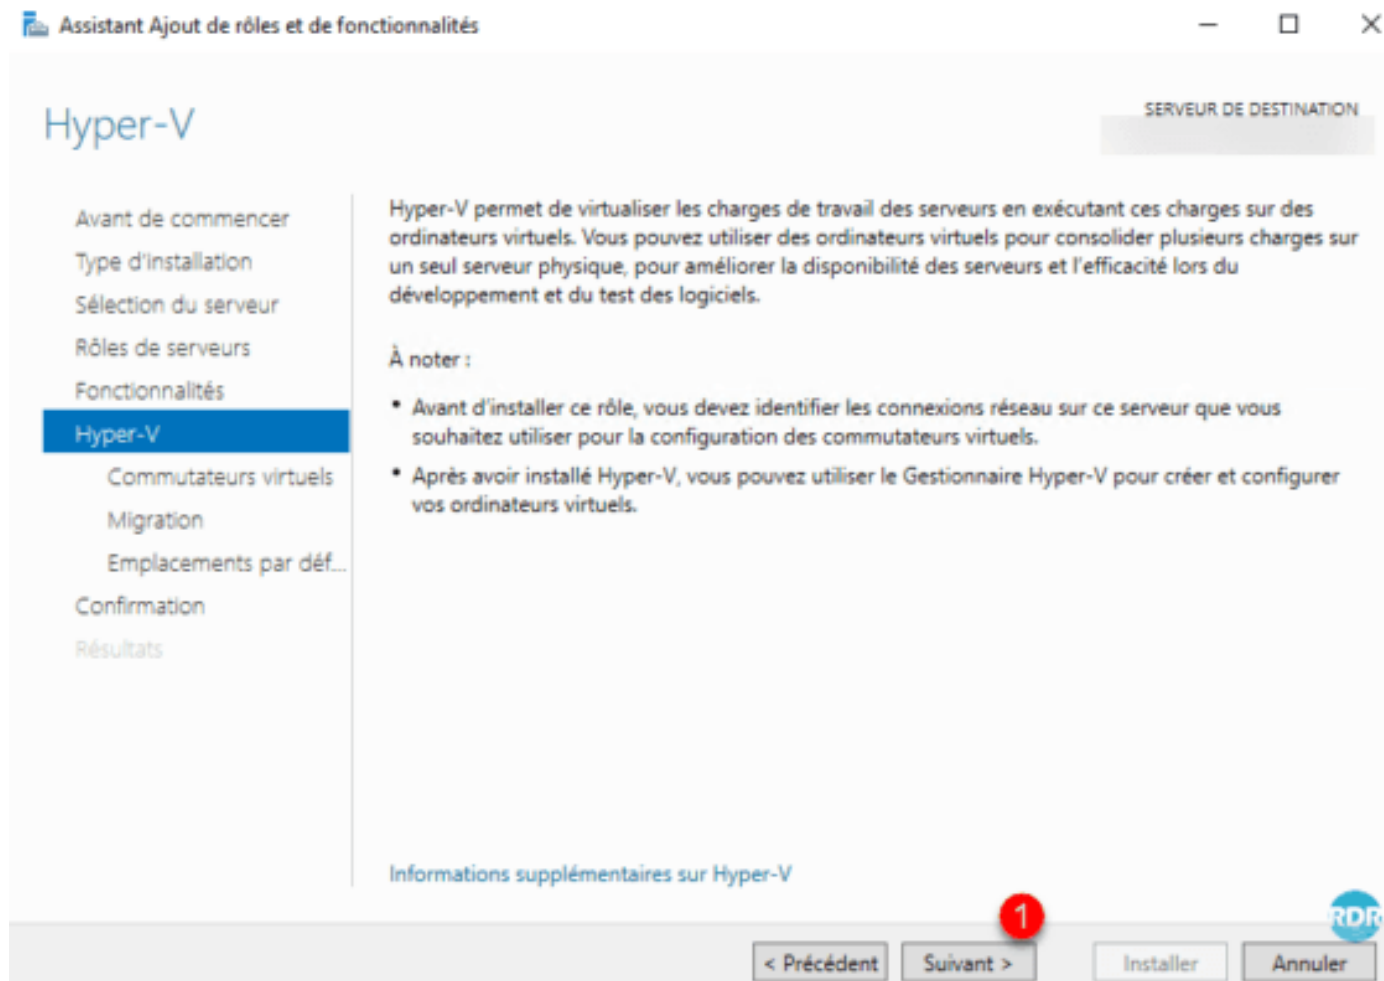 Assistant Ajout de rôles et de fonctionnalités
Hyper-V
SERVEUR DE DESTINATION
Avant de commencer
Type d'installation
Sélection du serveur
Rôles de serveurs
Fonctionnalités
Hyper-V
Commutateurs virtuels
Migration
Emplacements par déf...
Confirmation
Résultats
Hyper-V permet de virtualiser les charges de travail des serveurs en exécutant ces charges sur des
ordinateurs virtuels. Vous pouvez utiliser des ordinateurs virtuels pour consolider plusieurs charges sur
un seul serveur physique, pour améliorer la disponibilité des serveurs et l'efficacité lors du
développement et du test des logiciels.
À noter :
• Avant d'installer ce rôle, vous devez identifier les connexions réseau sur ce serveur que vous
souhaitez utiliser pour la configuration des commutateurs virtuels.
• Après avoir installé Hyper-V, vous pouvez utiliser le Gestionnaire Hyper-V pour créer et configurer
vos ordinateurs virtuels.
Informations supplémentaires sur Hyper-V
1
RDR
< Précédent
Suivant >
Installer
Annuler